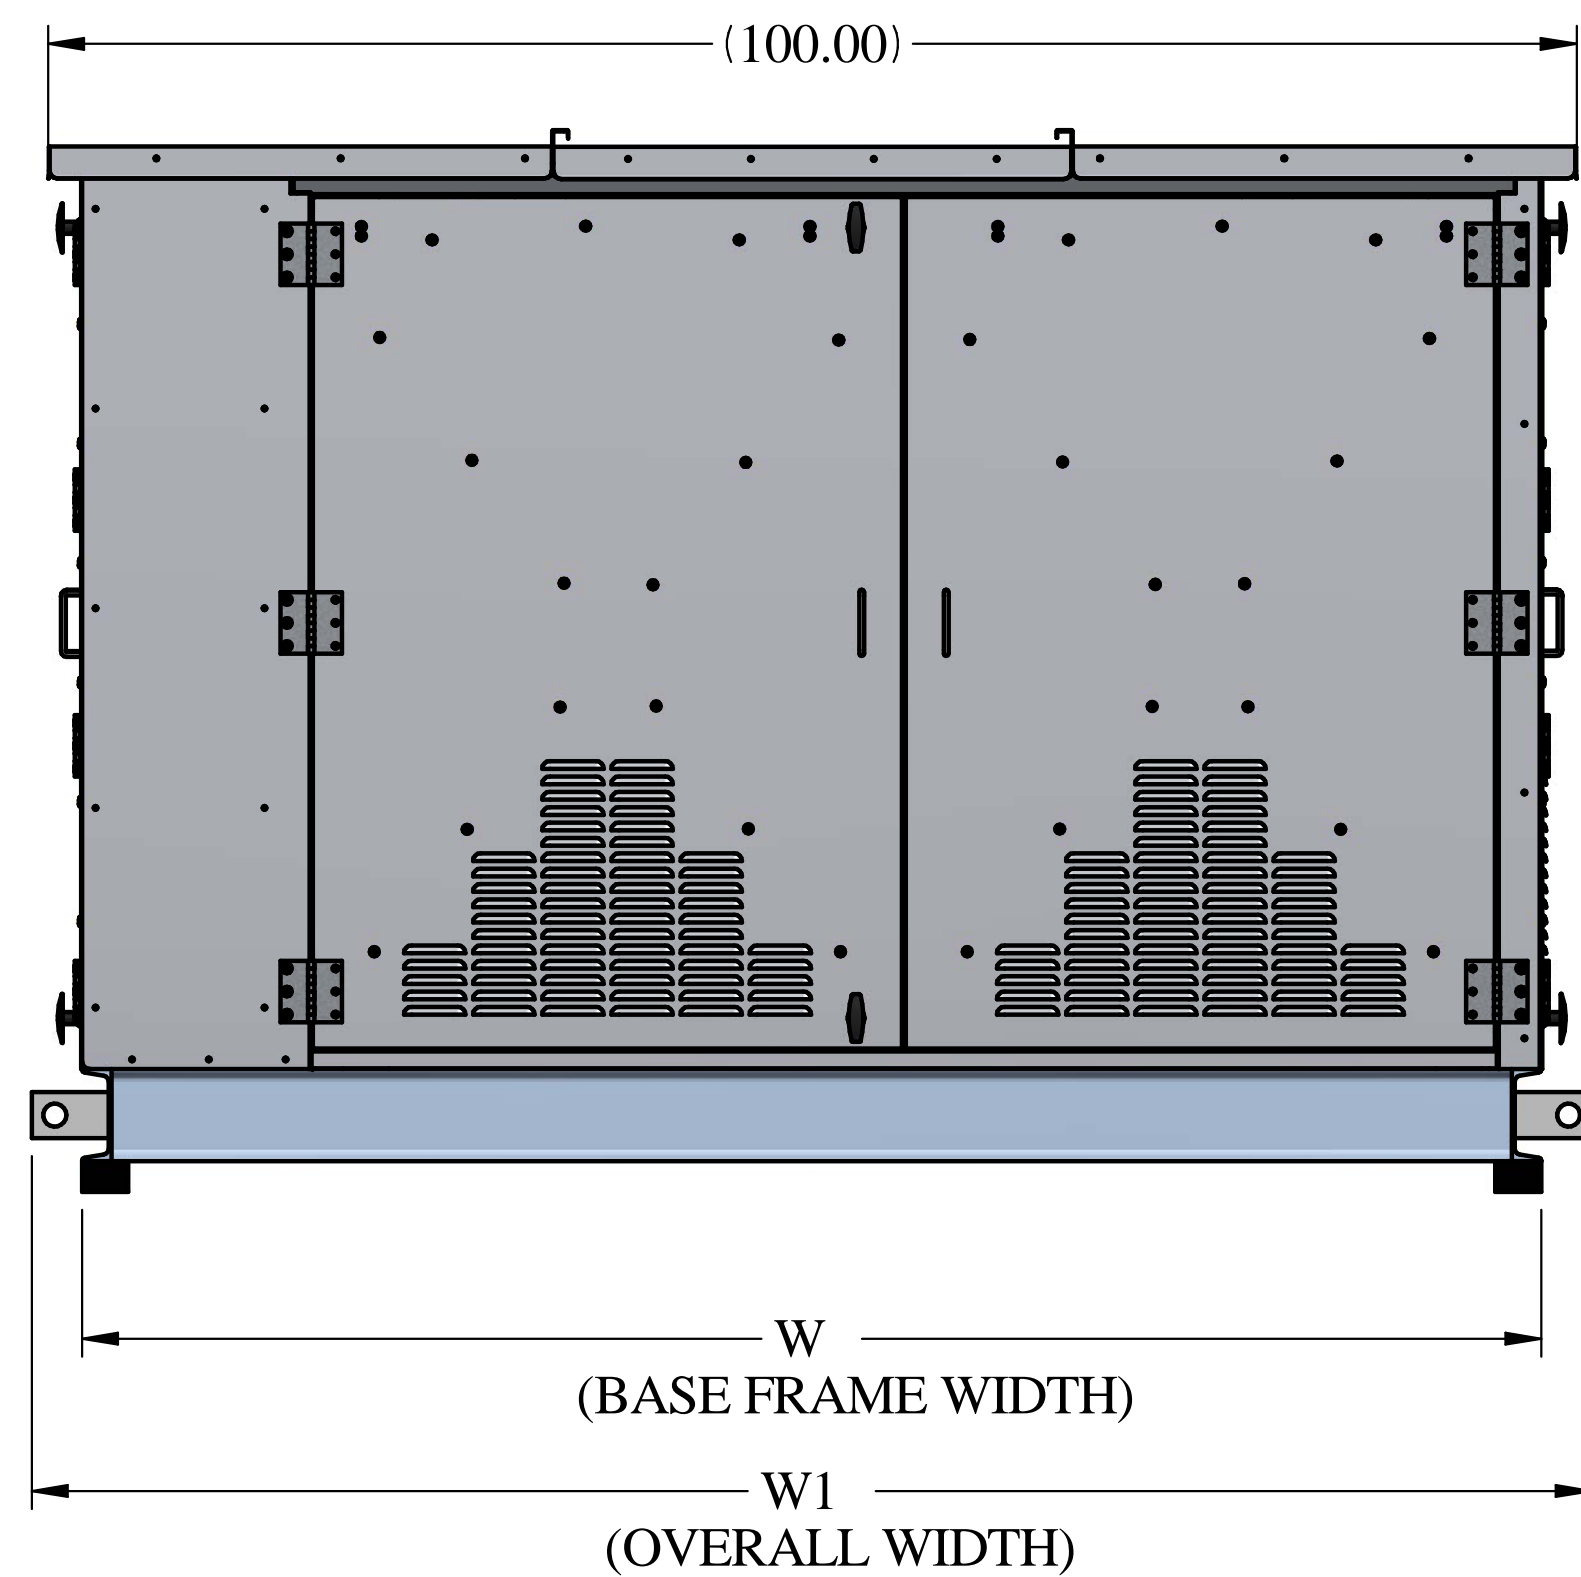 (100.00)
W
(BASE FRAME WIDTH)
W1
(OVERALL WIDTH)